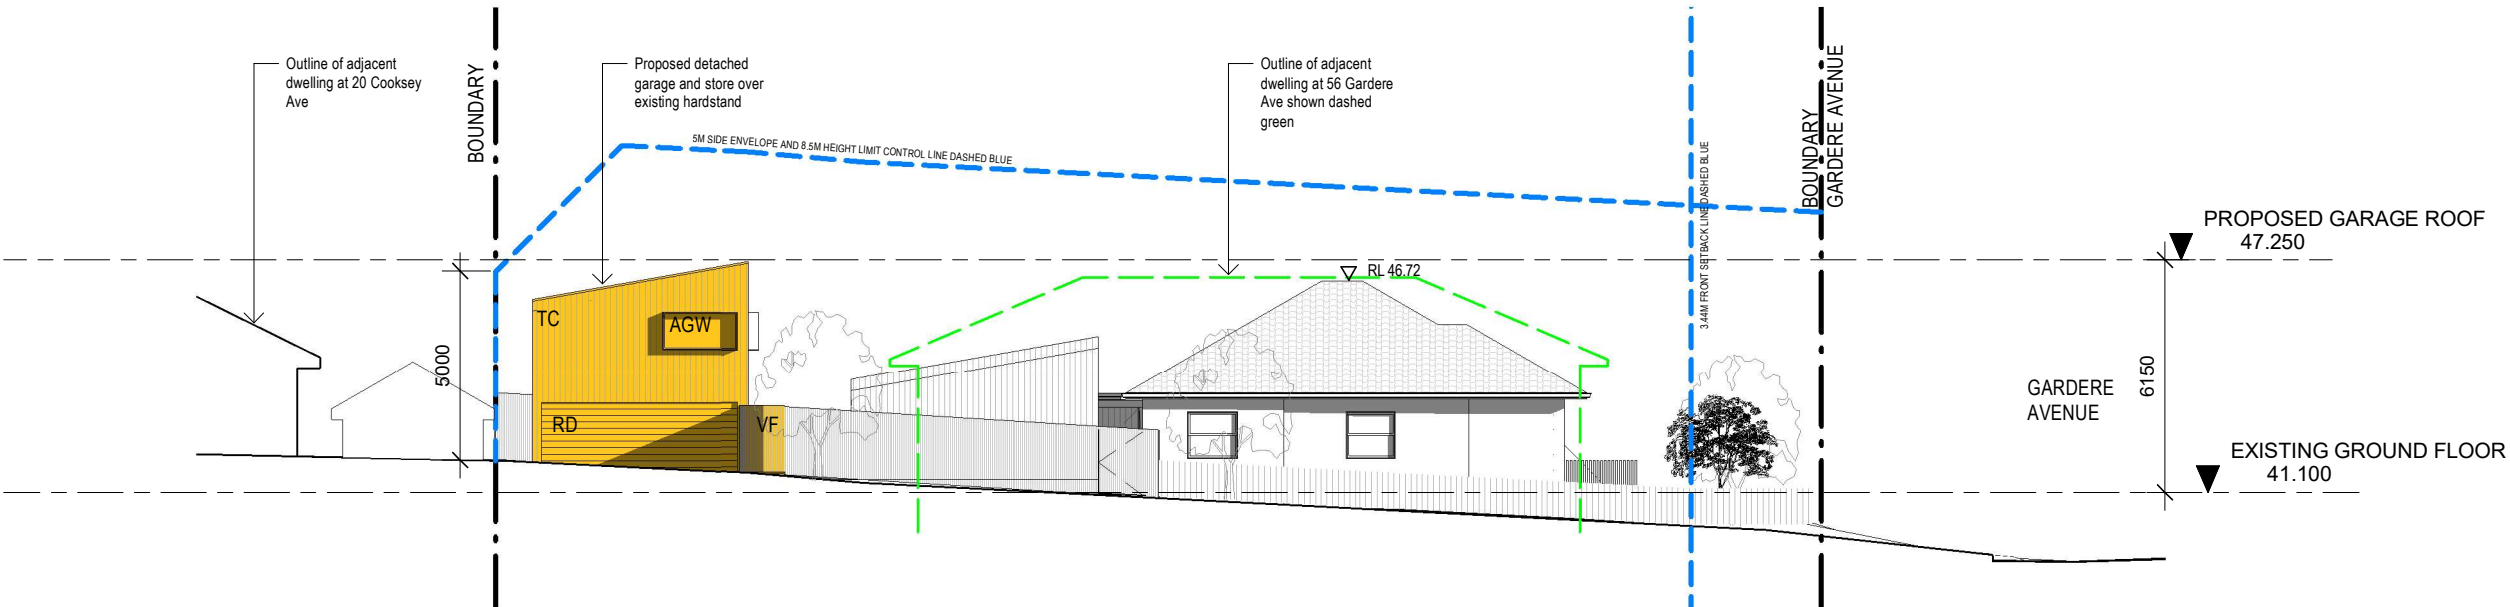 Outline of adjacent
dwelling at 20 Cooksey
Ave
BOUNDARY
Proposed detached
garage and store over
existing hardstand
5M SIDE ENVELOPE AND 8.5M HEIGHT LIMIT CONTROL LINE DASHED BLUE
Outline of adjacent
dwelling at 56 Gardere
Ave shown dashed
green
3.44M FRONT SETBACK LINE DASHED BLUE
BOUNDARY
GARDERE AVENUE
PROPOSED GARAGE ROOF
47.250
RL 46.72
TC
AGW
5000
RD
VF
GARDERE
AVENUE
6150
EXISTING GROUND FLOOR
41.100